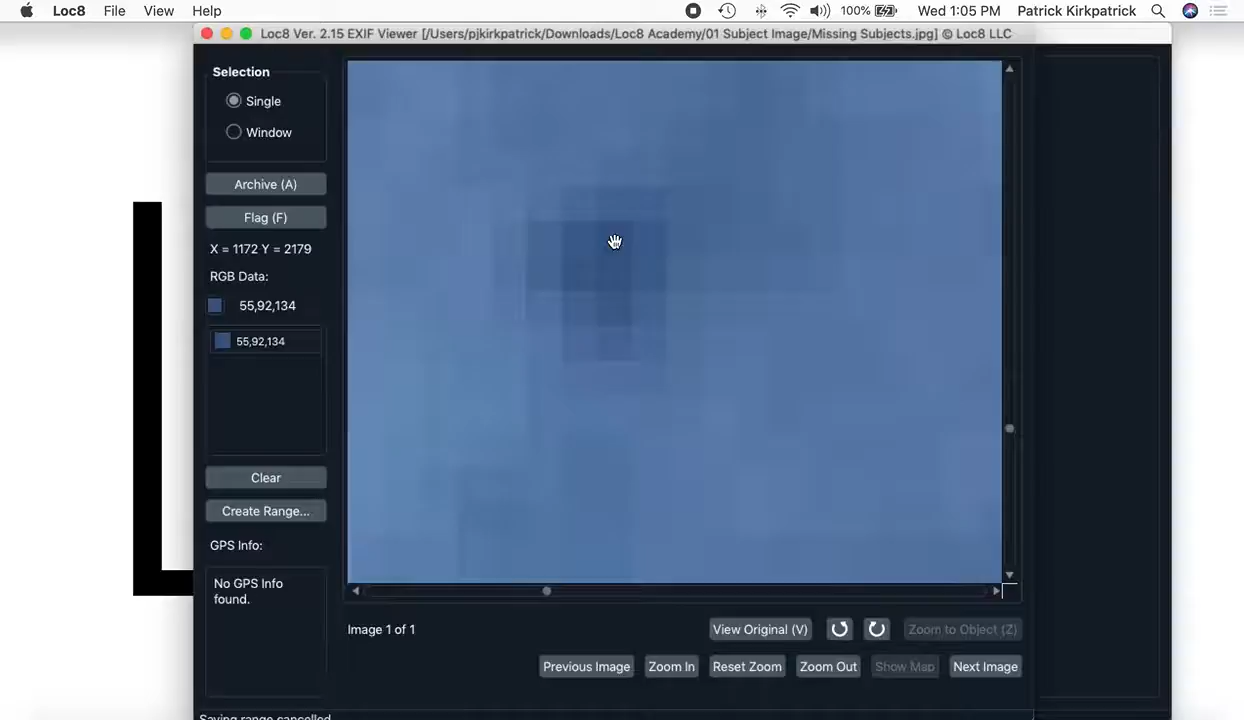 Loc8 File View Help 100% Wed 1:05 PM Patrick Kirkpatrick
Loc8 Ver. 2.15 EXIF Viewer [/Users/pjkirkpatrick/Downloads/Loc8 Academy/01 Subject Image/Missing Subjects.jpg] © Loc8 LLC
Selection
Single
Window
Archive (A)
Flag (F)
X = 1172 Y = 2179
RGB Data:
55,92,134
55,92,134
Clear
Create Range...
GPS Info:
No GPS Info
found.
Image 1 of 1
View Original (V)
Zoom to Object (Z)
Previous Image
Zoom In
Reset Zoom
Zoom Out
Show Map
Next Image
Saving range cancelled